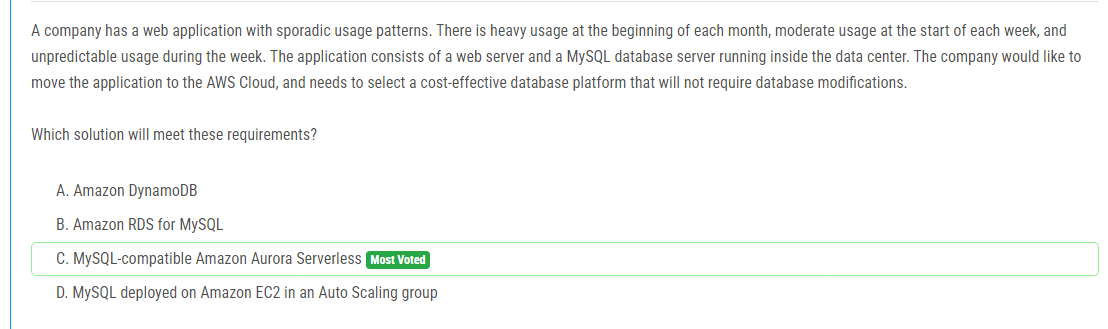 A company has a web application with sporadic usage patterns. There is heavy usage at the beginning of each month, moderate usage at the start of each week, and
unpredictable usage during the week. The application consists of a web server and a MySQL database server running inside the data center. The company would like to
move the application to the AWS Cloud, and needs to select a cost-effective database platform that will not require database modifications.
Which solution will meet these requirements?
A. Amazon DynamoDB
B. Amazon RDS for MySQL
C. MySQL-compatible Amazon Aurora Serverless Most Voted
D. MySQL deployed on Amazon EC2 in an Auto Scaling group